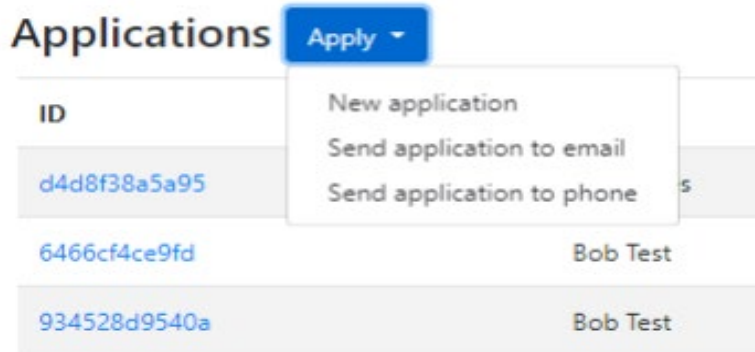 Applications Apply
New application
ID
Send application to email
d4d8f38a5a95
Send application to phone
6466cf4ce9fd Bob Test
934528d9540a Bob Test